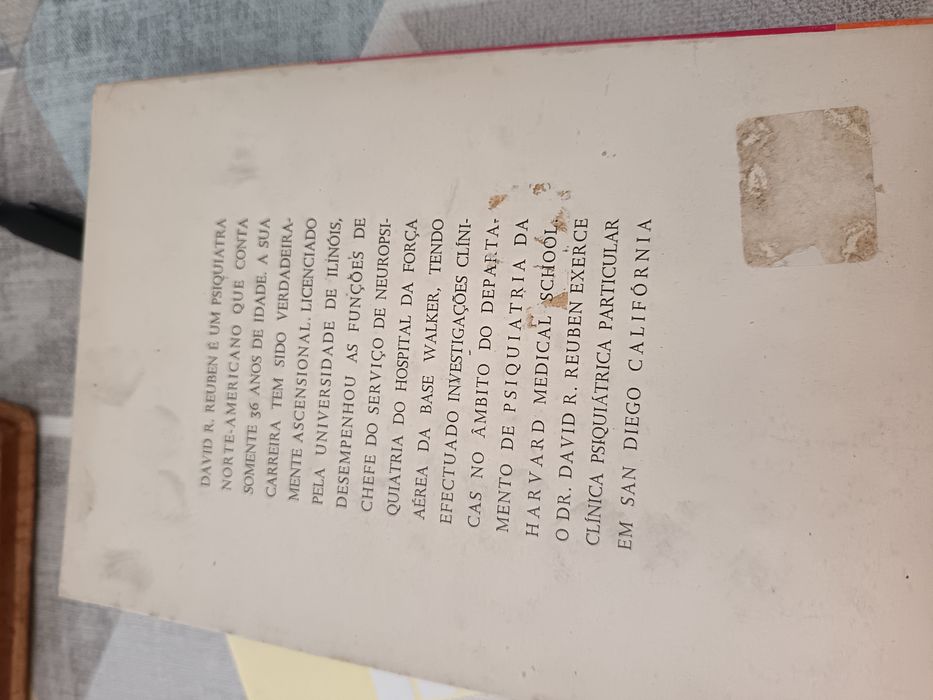 DAVID R. REUBEN É UM PSIQUIATRA
NORTE-AMERICANO QUE CONTA
SOMENTE 36 ANOS DE IDADE. A SUA
CARREIRA TEM SIDO VERDADEIRA-
MENTE ASCENSIONAL. LICENCIADO
PELA UNIVERSIDADE DE ILINÓIS,
DESEMPENHOU AS FUNÇÕES DE
CHEFE DO SERVIÇO DE NEUROPSI-
QUIATRIA DO HOSPITAL DA FORÇA
AÉREA DA BASE WALKER, TENDO
EFECTUADO INVESTIGAÇÕES CLÍNI-
CAS NO ÂMBITO DO DEPARTA-
MENTO DE PSIQUIATRIA DA
HARVARD MEDICAL SCHOOL.
O DR. DAVID R. REUBEN EXERCE
CLÍNICA PSIQUIÁTRICA PARTICULAR
EM SAN DIEGO CALIFÓRNIA